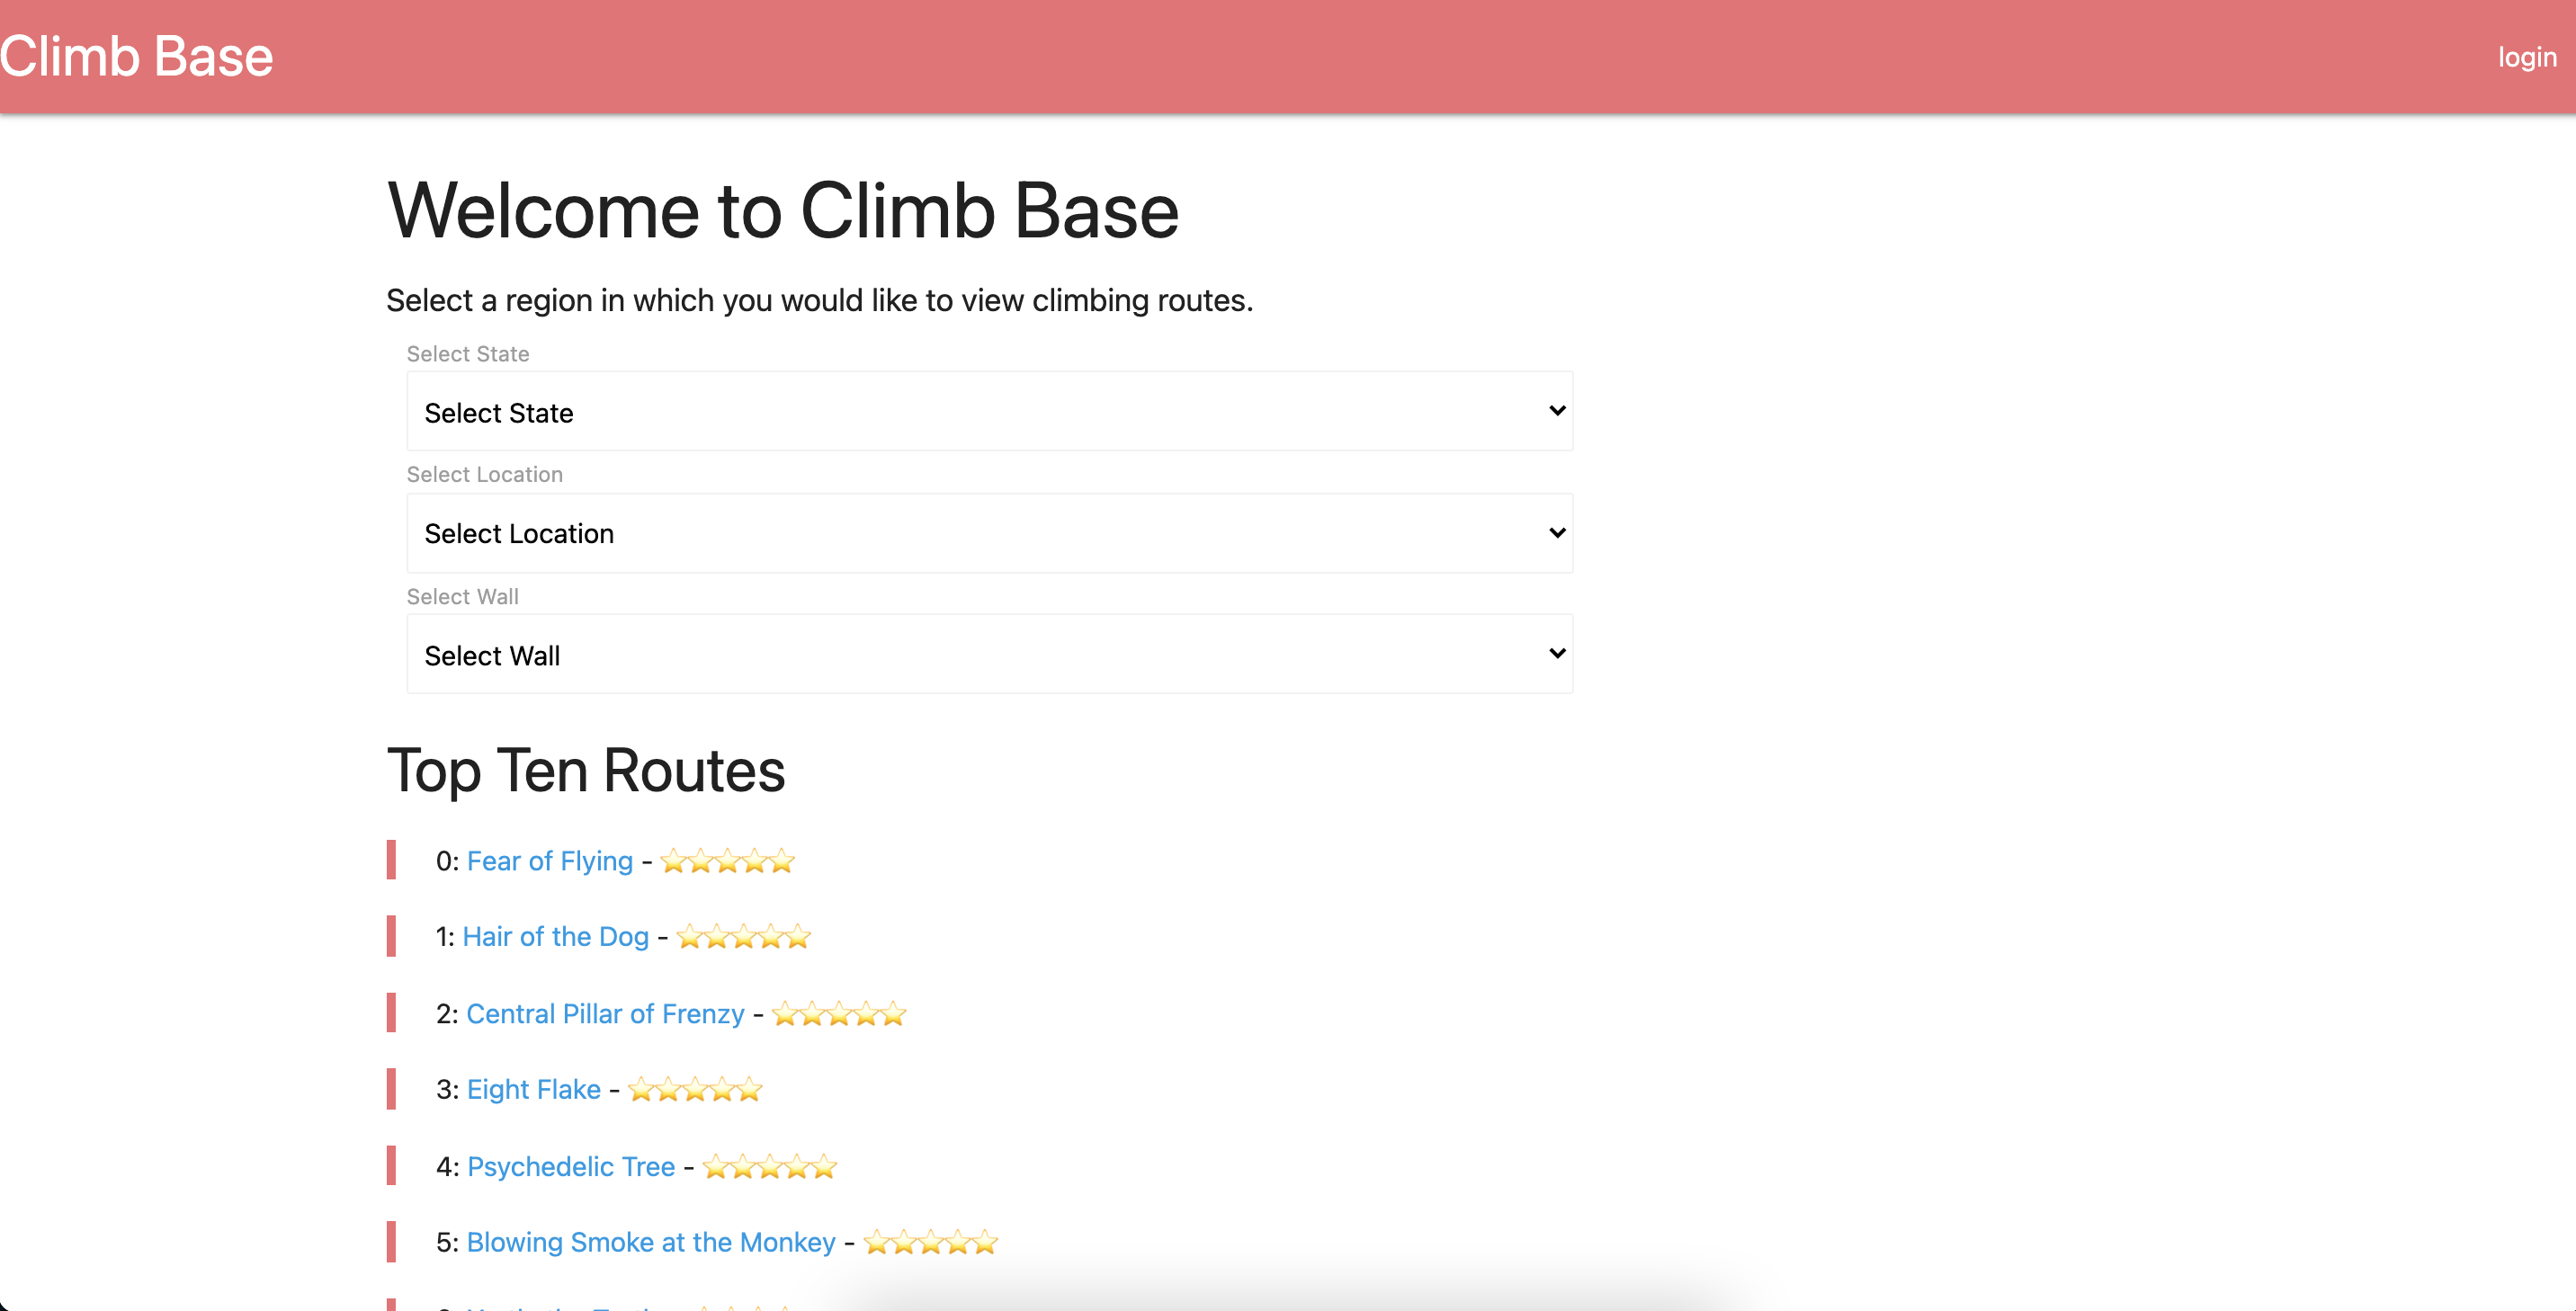 Climb Base
login
Welcome to Climb Base
Select a region in which you would like to view climbing routes.
Select State
Select State
Select Location
Select Location
Select Wall
Select Wall
Top Ten Routes
0: Fear of Flying - ⭐⭐⭐⭐⭐
1: Hair of the Dog - ⭐⭐⭐⭐⭐
2: Central Pillar of Frenzy - ⭐⭐⭐⭐⭐
3: Eight Flake - ⭐⭐⭐⭐⭐
4: Psychedelic Tree - ⭐⭐⭐⭐⭐
5: Blowing Smoke at the Monkey - ⭐⭐⭐⭐⭐